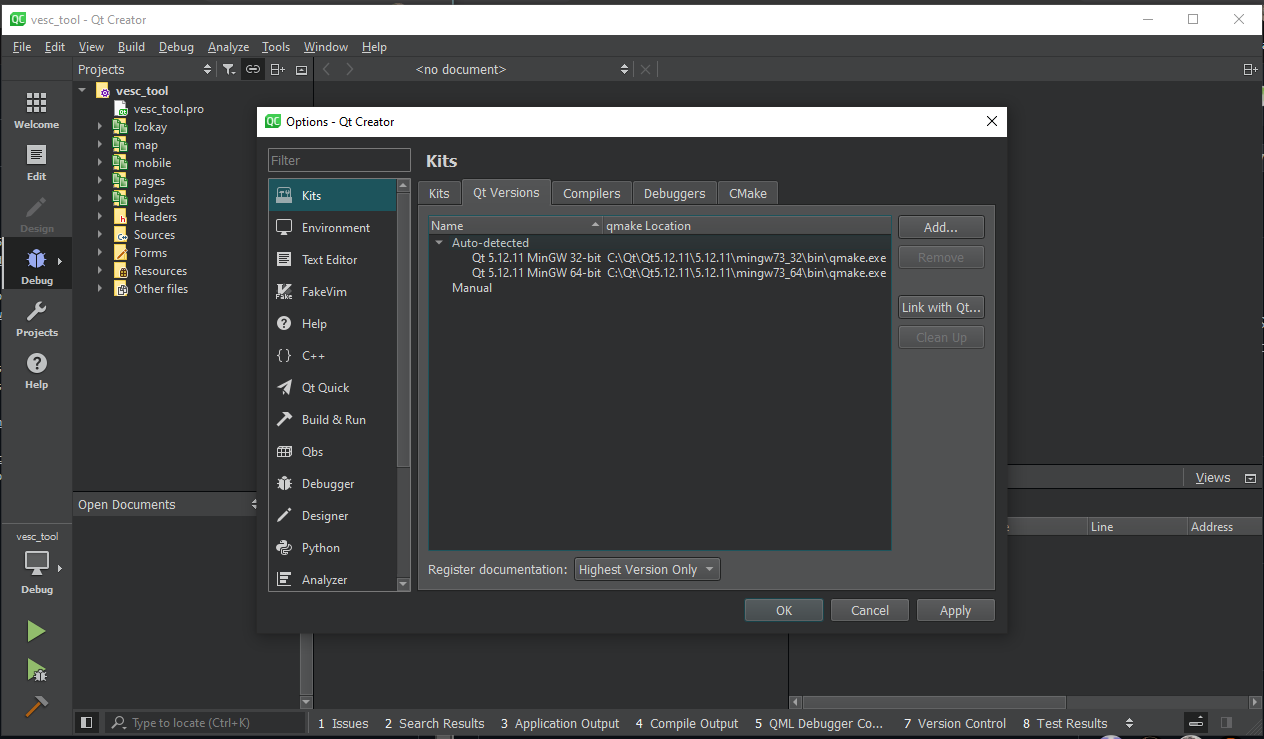 QC vesc_tool - Qt Creator
File Edit View Build Debug Analyze Tools Window Help
Projects
<no document>
Welcome
Edit
Design
Debug
Projects
Help
vesc_tool
vesc_tool.pro
lzokay
map
mobile
pages
widgets
Headers
Sources
Forms
Resources
Other files
Open Documents
vesc_tool
Debug
QC Options - Qt Creator
Filter
Kits
Environment
Text Editor
FakeVim
Help
C++
Qt Quick
Build & Run
Qbs
Debugger
Designer
Python
Analyzer
Kits
Kits Qt Versions Compilers Debuggers CMake
Name qmake Location
Auto-detected
Qt 5.12.11 MinGW 32-bit C:\Qt\Qt5.12.11\5.12.11\mingw73_32\bin\qmake.exe
Qt 5.12.11 MinGW 64-bit C:\Qt\Qt5.12.11\5.12.11\mingw73_64\bin\qmake.exe
Manual
Add...
Remove
Link with Qt...
Clean Up
Register documentation: Highest Version Only
OK Cancel Apply
Views
Line Address
Type to locate (Ctrl+K)
1 Issues 2 Search Results 3 Application Output 4 Compile Output 5 QML Debugger Co... 7 Version Control 8 Test Results